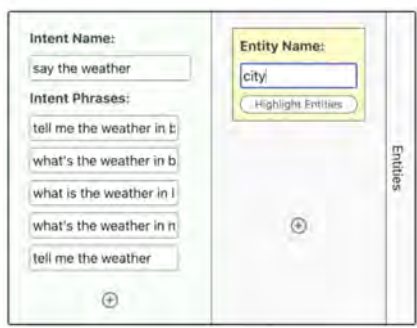 Intent Name:
say the weather
Intent Phrases:
tell me the weather in b
what's the weather in b
what is the weather in l
what's the weather in n
tell me the weather
Entity Name:
city
Highlight Entities
Entities